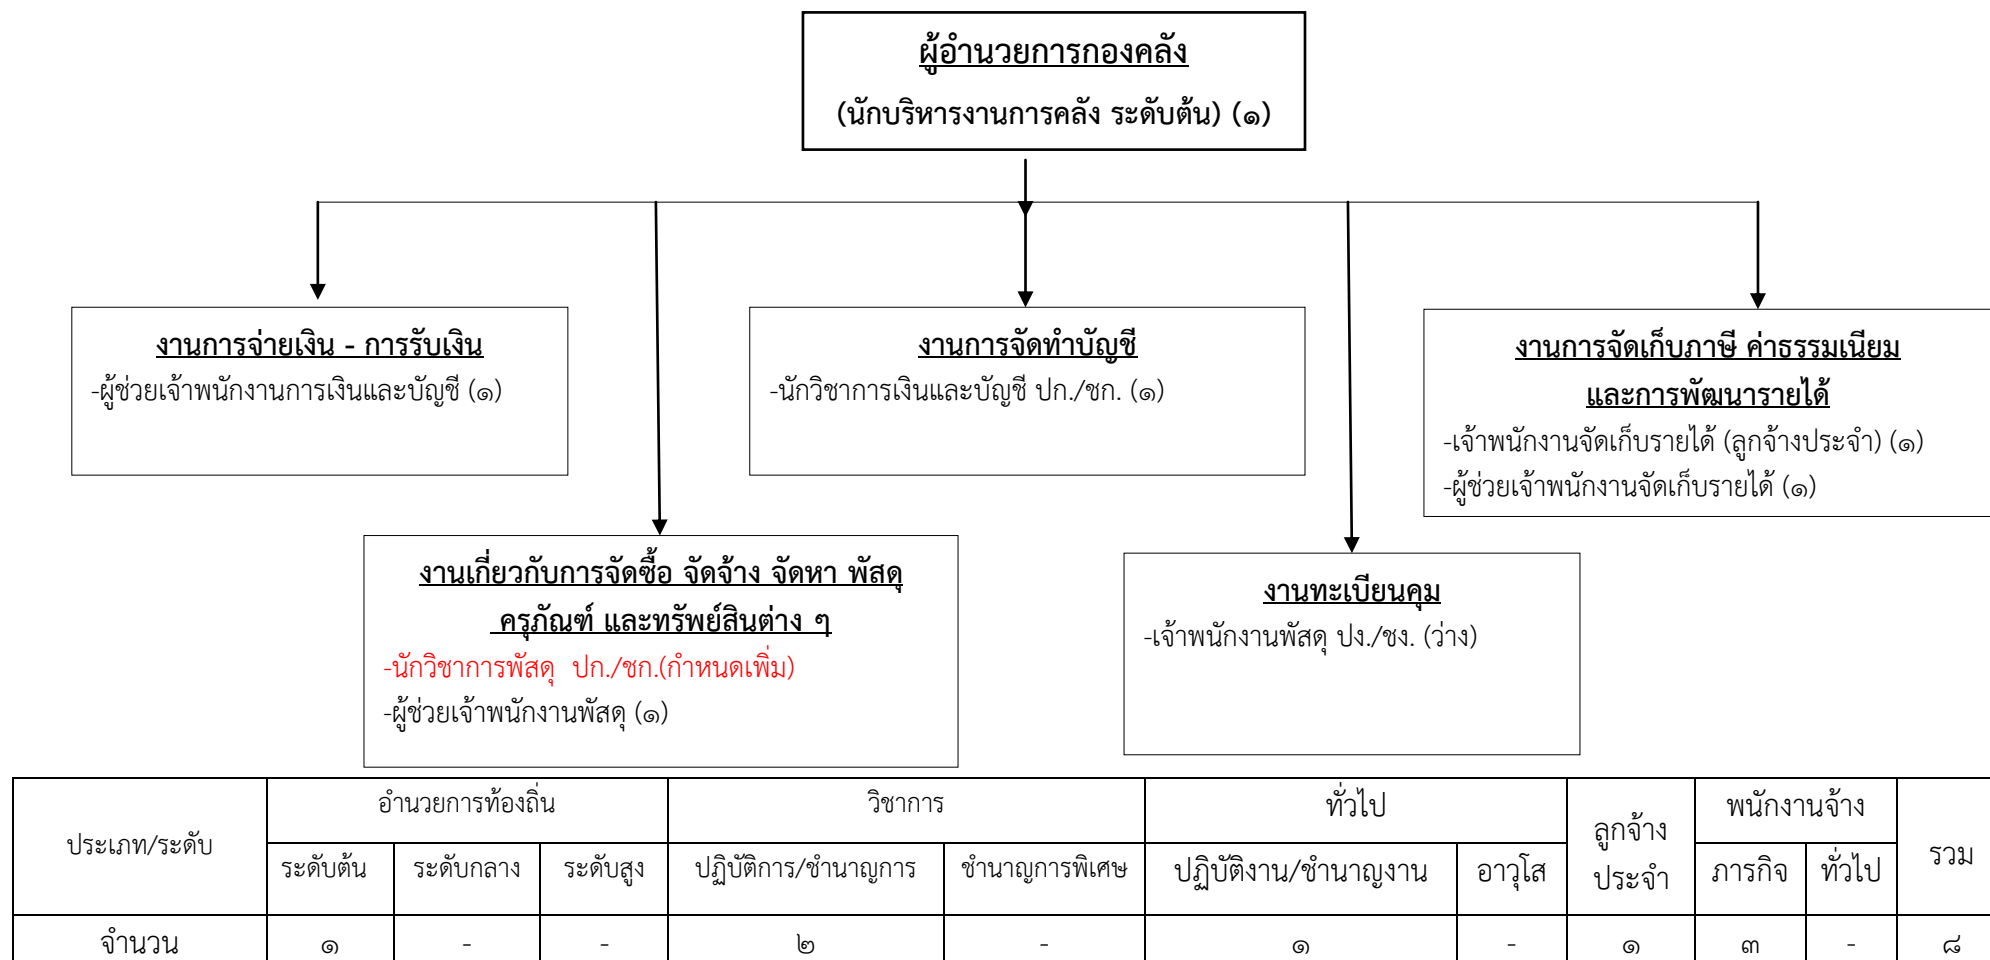 ผู้อำนวยการกองคลัง
(นักบริหารงานการคลัง ระดับต้น) (๑)
งานการจ่ายเงิน - การรับเงิน
-ผู้ช่วยเจ้าพนักงานการเงินและบัญชี (๑)
งานการจัดทำบัญชี
-นักวิชาการเงินและบัญชี ปก./ชก. (๑)
งานการจัดเก็บภาษี ค่าธรรมเนียม
และการพัฒนารายได้
-เจ้าพนักงานจัดเก็บรายได้ (ลูกจ้างประจำ) (๑)
-ผู้ช่วยเจ้าพนักงานจัดเก็บรายได้ (๑)
งานเกี่ยวกับการจัดซื้อ จัดจ้าง จัดหา พัสดุ
ครุภัณฑ์ และทรัพย์สินต่าง ๆ
-นักวิชาการพัสดุ ปก./ชก.(กำหนดเพิ่ม)
-ผู้ช่วยเจ้าพนักงานพัสดุ (๑)
งานทะเบียนคุม
-เจ้าพนักงานพัสดุ ปง./ชง. (ว่าง)
ประเภท/ระดับ อำนวยการท้องถิ่น วิชาการ ทั่วไป ลูกจ้าง พนักงานจ้าง รวม
ระดับต้น ระดับกลาง ระดับสูง ปฏิบัติการ/ชำนาญการ ชำนาญการพิเศษ ปฏิบัติงาน/ชำนาญงาน อาวุโส ประจำ ภารกิจ ทั่วไป
จำนวน ๑ - - ๒ - ๑ - ๑ ๓ - ๘